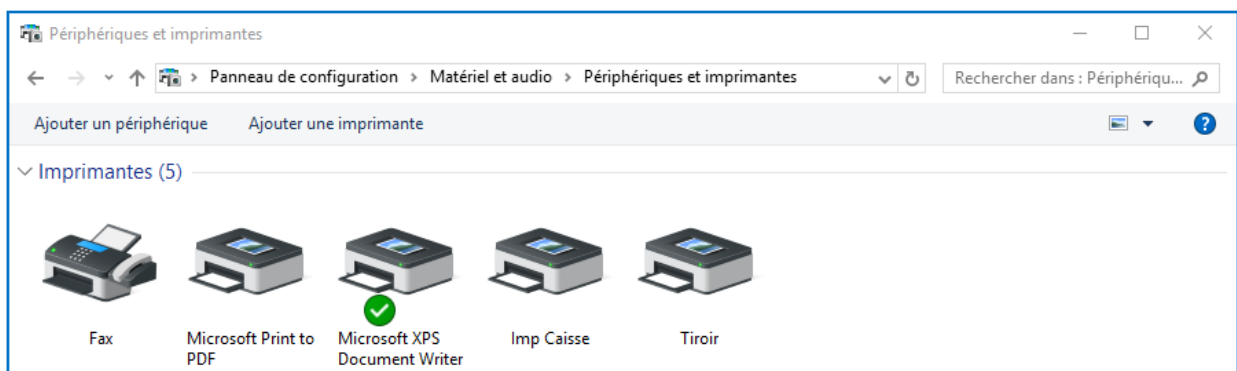 Périphériques et imprimantes
Panneau de configuration > Matériel et audio > Périphériques et imprimantes
Rechercher dans : Périphériqu...
Ajouter un périphérique Ajouter une imprimante
?
Imprimantes (5)
Fax
Microsoft Print to
PDF
Microsoft XPS
Document Writer
Imp Caisse
Tiroir